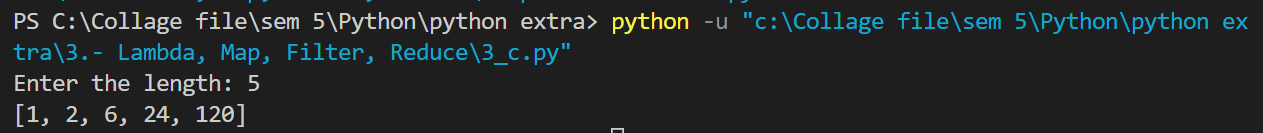 PS C:\Collage file\sem 5\Python\python extra> python -u "c:\Collage file\sem 5\Python\python ex
tra\3.- Lambda, Map, Filter, Reduce\3_c.py"
Enter the length: 5
[1, 2, 6, 24, 120]